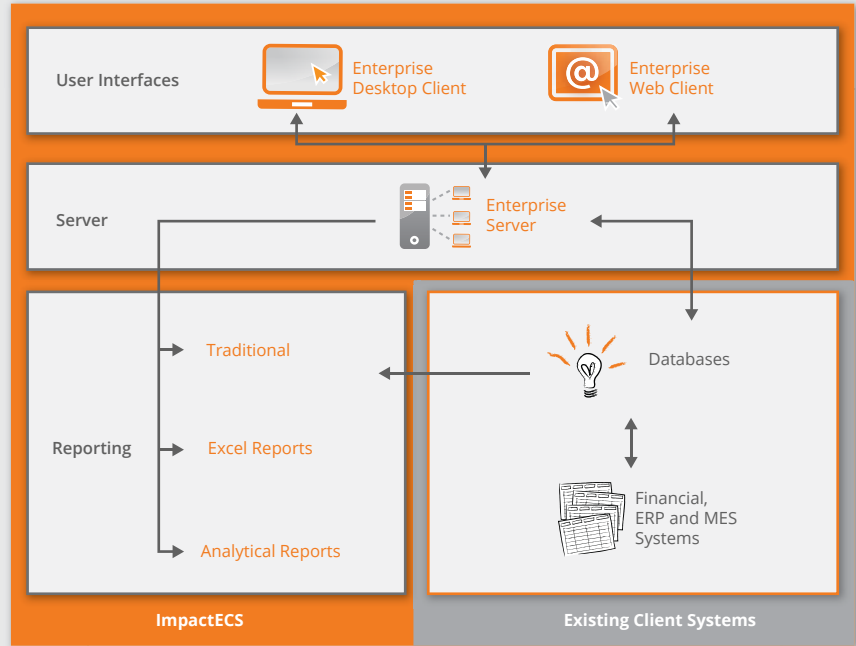 User Interfaces
Enterprise
Desktop Client
@
Enterprise
Web Client
Server
Enterprise
Server
Reporting
Traditional
Excel Reports
Analytical Reports
Databases
Financial,
ERP and MES
Systems
ImpactECS
Existing Client Systems